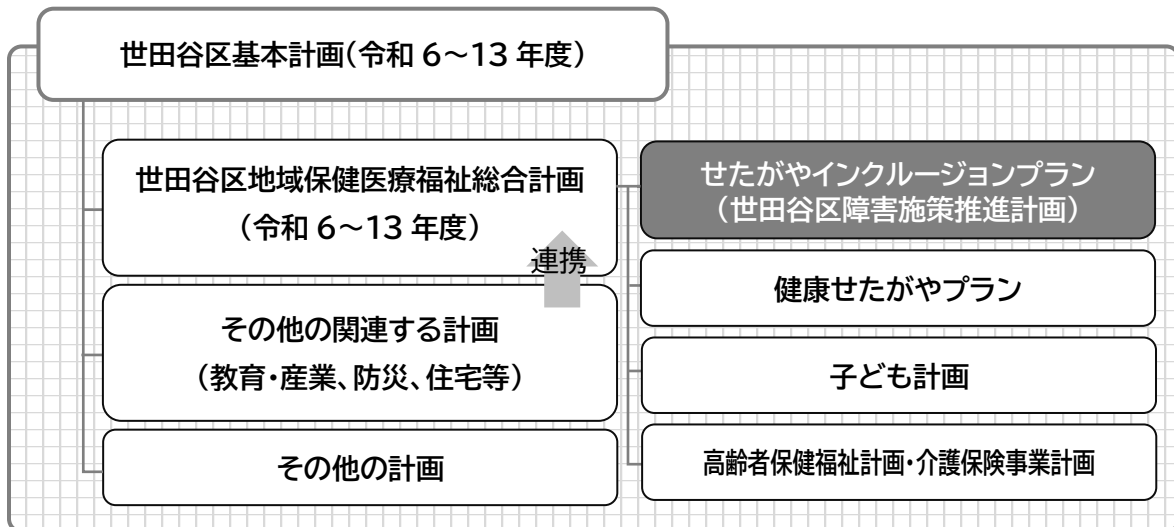 世田谷区基本計画(令和 6～13 年度)
世田谷区地域保健医療福祉総合計画
(令和 6～13 年度)
連携
その他の関連する計画
(教育・産業、防災、住宅等)
その他の計画
せたがやインクルージョンプラン
(世田谷区障害施策推進計画)
健康せたがやプラン
子ども計画
高齢者保健福祉計画・介護保険事業計画